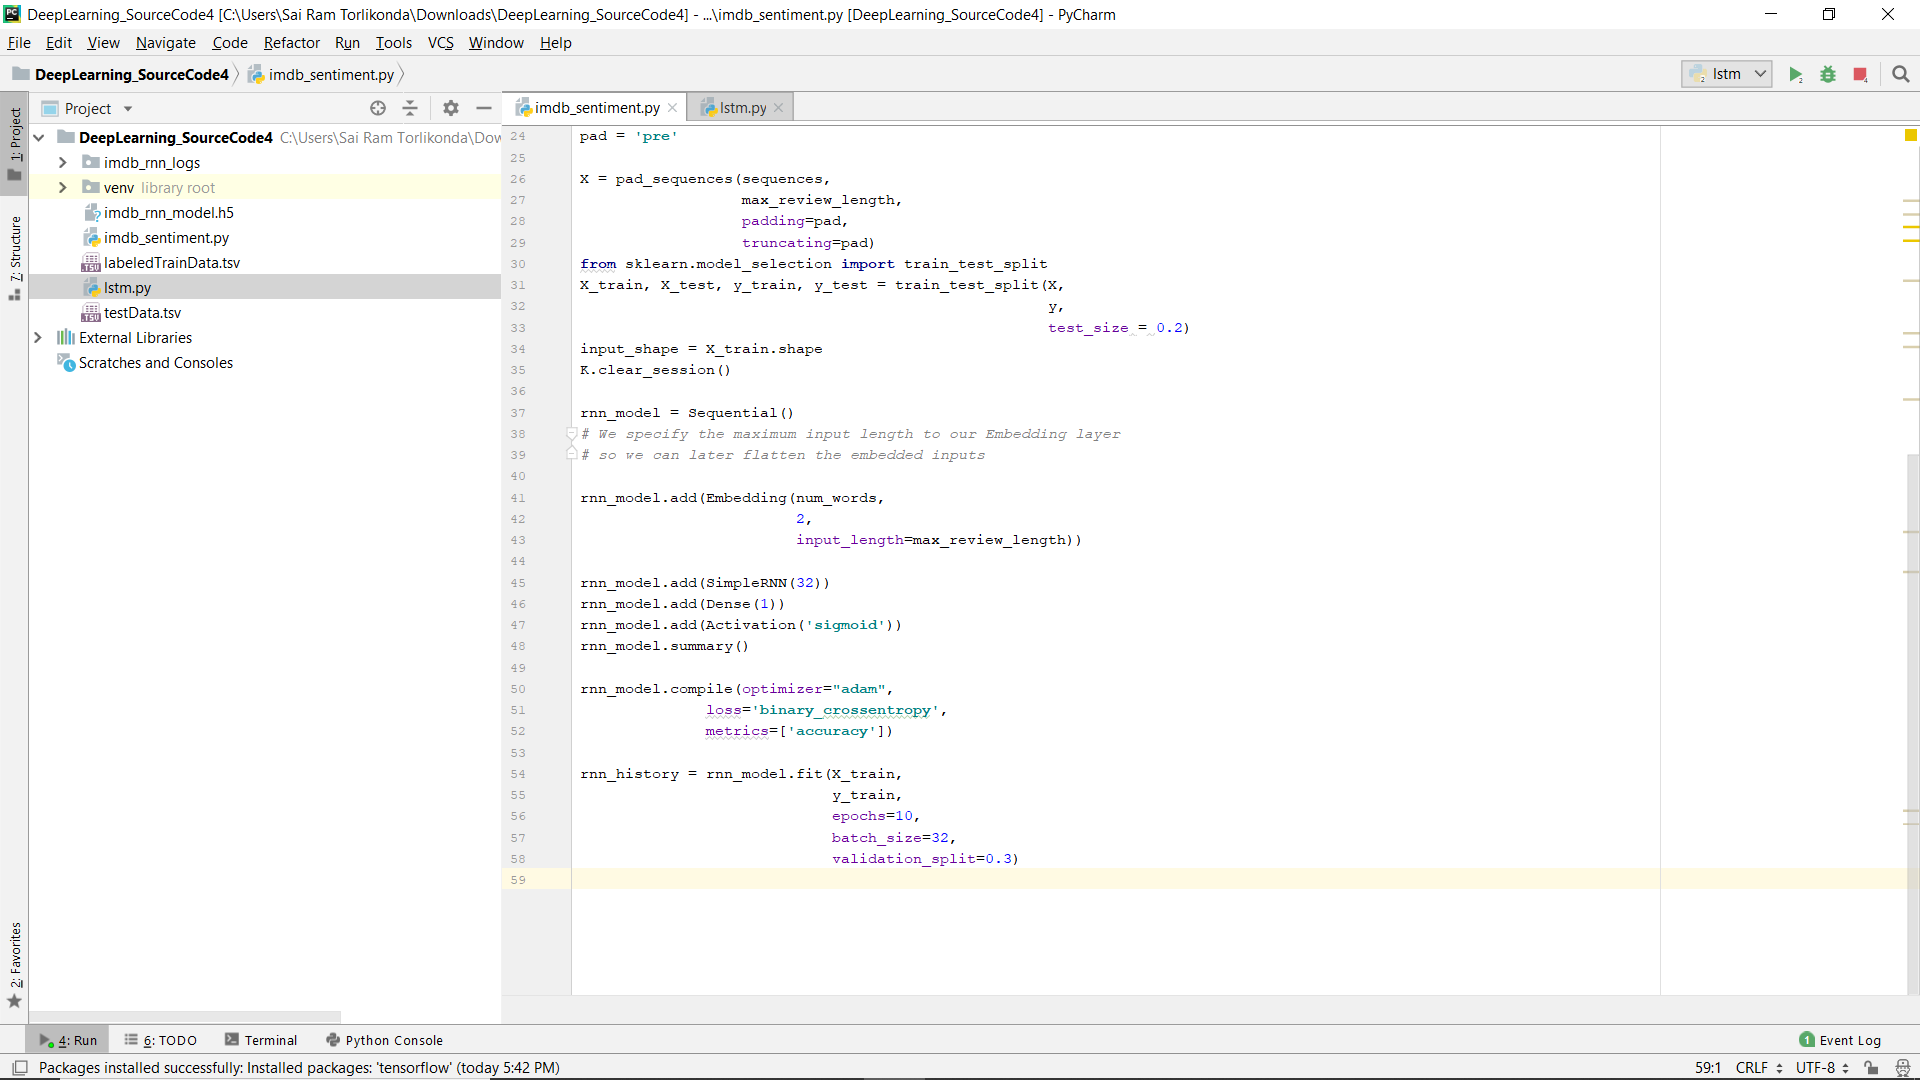 DeepLearning_SourceCode4 [C:\Users\Sai Ram Torlikonda\Downloads\DeepLearning_SourceCode4] - ...\imdb_sentiment.py [DeepLearning_SourceCode4] - PyCharm
File Edit View Navigate Code Refactor Run Tools VCS Window Help
DeepLearning_SourceCode4 imdb_sentiment.py lstm
Project
imdb_sentiment.py lstm.py
1: Project
7: Structure
2: Favorites
DeepLearning_SourceCode4 C:\Users\Sai Ram Torlikonda\Dow
imdb_rnn_logs
venv library root
imdb_rnn_model.h5
imdb_sentiment.py
labeledTrainData.tsv
lstm.py
testData.tsv
External Libraries
Scratches and Consoles
24 pad = 'pre'
25
26 X = pad_sequences(sequences,
27 max_review_length,
28 padding=pad,
29 truncating=pad)
30 from sklearn.model_selection import train_test_split
31 X_train, X_test, y_train, y_test = train_test_split(X,
32 y,
33 test_size = 0.2)
34 input_shape = X_train.shape
35 K.clear_session()
36
37 rnn_model = Sequential()
38 # We specify the maximum input length to our Embedding layer
39 # so we can later flatten the embedded inputs
40
41 rnn_model.add(Embedding(num_words,
42 2,
43 input_length=max_review_length))
44
45 rnn_model.add(SimpleRNN(32))
46 rnn_model.add(Dense(1))
47 rnn_model.add(Activation('sigmoid'))
48 rnn_model.summary()
49
50 rnn_model.compile(optimizer="adam",
51 loss='binary_crossentropy',
52 metrics=['accuracy'])
53
54 rnn_history = rnn_model.fit(X_train,
55 y_train,
56 epochs=10,
57 batch_size=32,
58 validation_split=0.3)
59
4: Run 6: TODO Terminal Python Console 1 Event Log
Packages installed successfully: Installed packages: 'tensorflow' (today 5:42 PM) 59:1 CRLF UTF-8